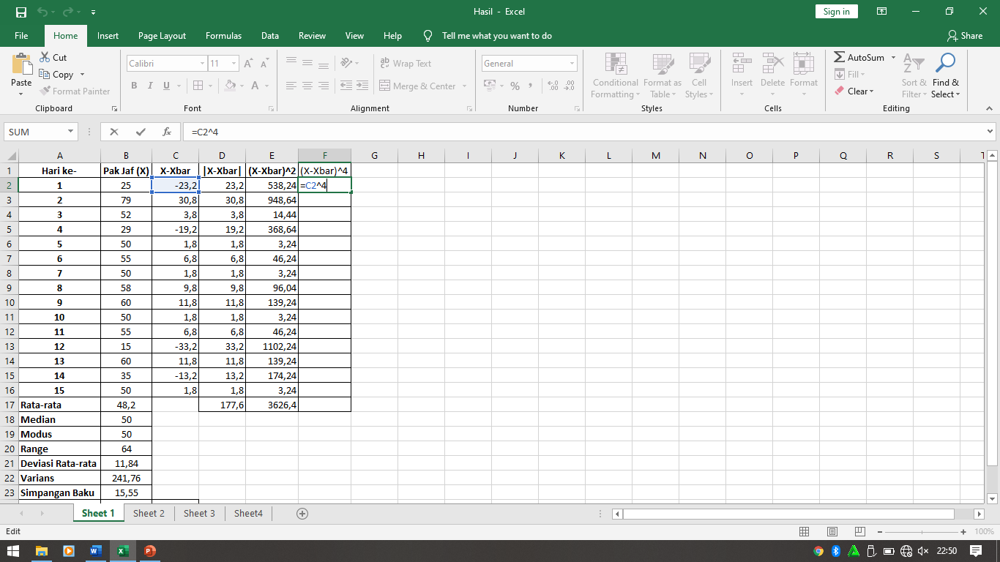 Hasil - Excel
Sign in
File Home Insert Page Layout Formulas Data Review View Help Tell me what you want to do Share
Paste
Cut
Copy
Format Painter
Clipboard
Calibri 11 A A
B I U A
Font
Wrap Text
Merge & Center
Alignment
General
% , ←.0 .00 .00 →.0
Number
Conditional Formatting
Format as Table
Cell Styles
Styles
Insert Delete Format
Cells
AutoSum
Fill
Clear
Sort & Filter
Find & Select
Editing
SUM fx =C2^4
A B C D E F G H I J K L M N O P Q R S T
1 Hari ke- Pak Jaf (X) X-Xbar |X-Xbar| (X-Xbar)^2 (X-Xbar)^4
2 1 25 -23,2 23,2 538,24 =C2^4
3 2 79 30,8 30,8 948,64
4 3 52 3,8 3,8 14,44
5 4 29 -19,2 19,2 368,64
6 5 50 1,8 1,8 3,24
7 6 55 6,8 6,8 46,24
8 7 50 1,8 1,8 3,24
9 8 58 9,8 9,8 96,04
10 9 60 11,8 11,8 139,24
11 10 50 1,8 1,8 3,24
12 11 55 6,8 6,8 46,24
13 12 15 -33,2 33,2 1102,24
14 13 60 11,8 11,8 139,24
15 14 35 -13,2 13,2 174,24
16 15 50 1,8 1,8 3,24
17 Rata-rata 48,2 177,6 3626,4
18 Median 50
19 Modus 50
20 Range 64
21 Deviasi Rata-rata 11,84
22 Varians 241,76
23 Simpangan Baku 15,55
Sheet 1 Sheet 2 Sheet 3 Sheet4
Edit 100%
22:50